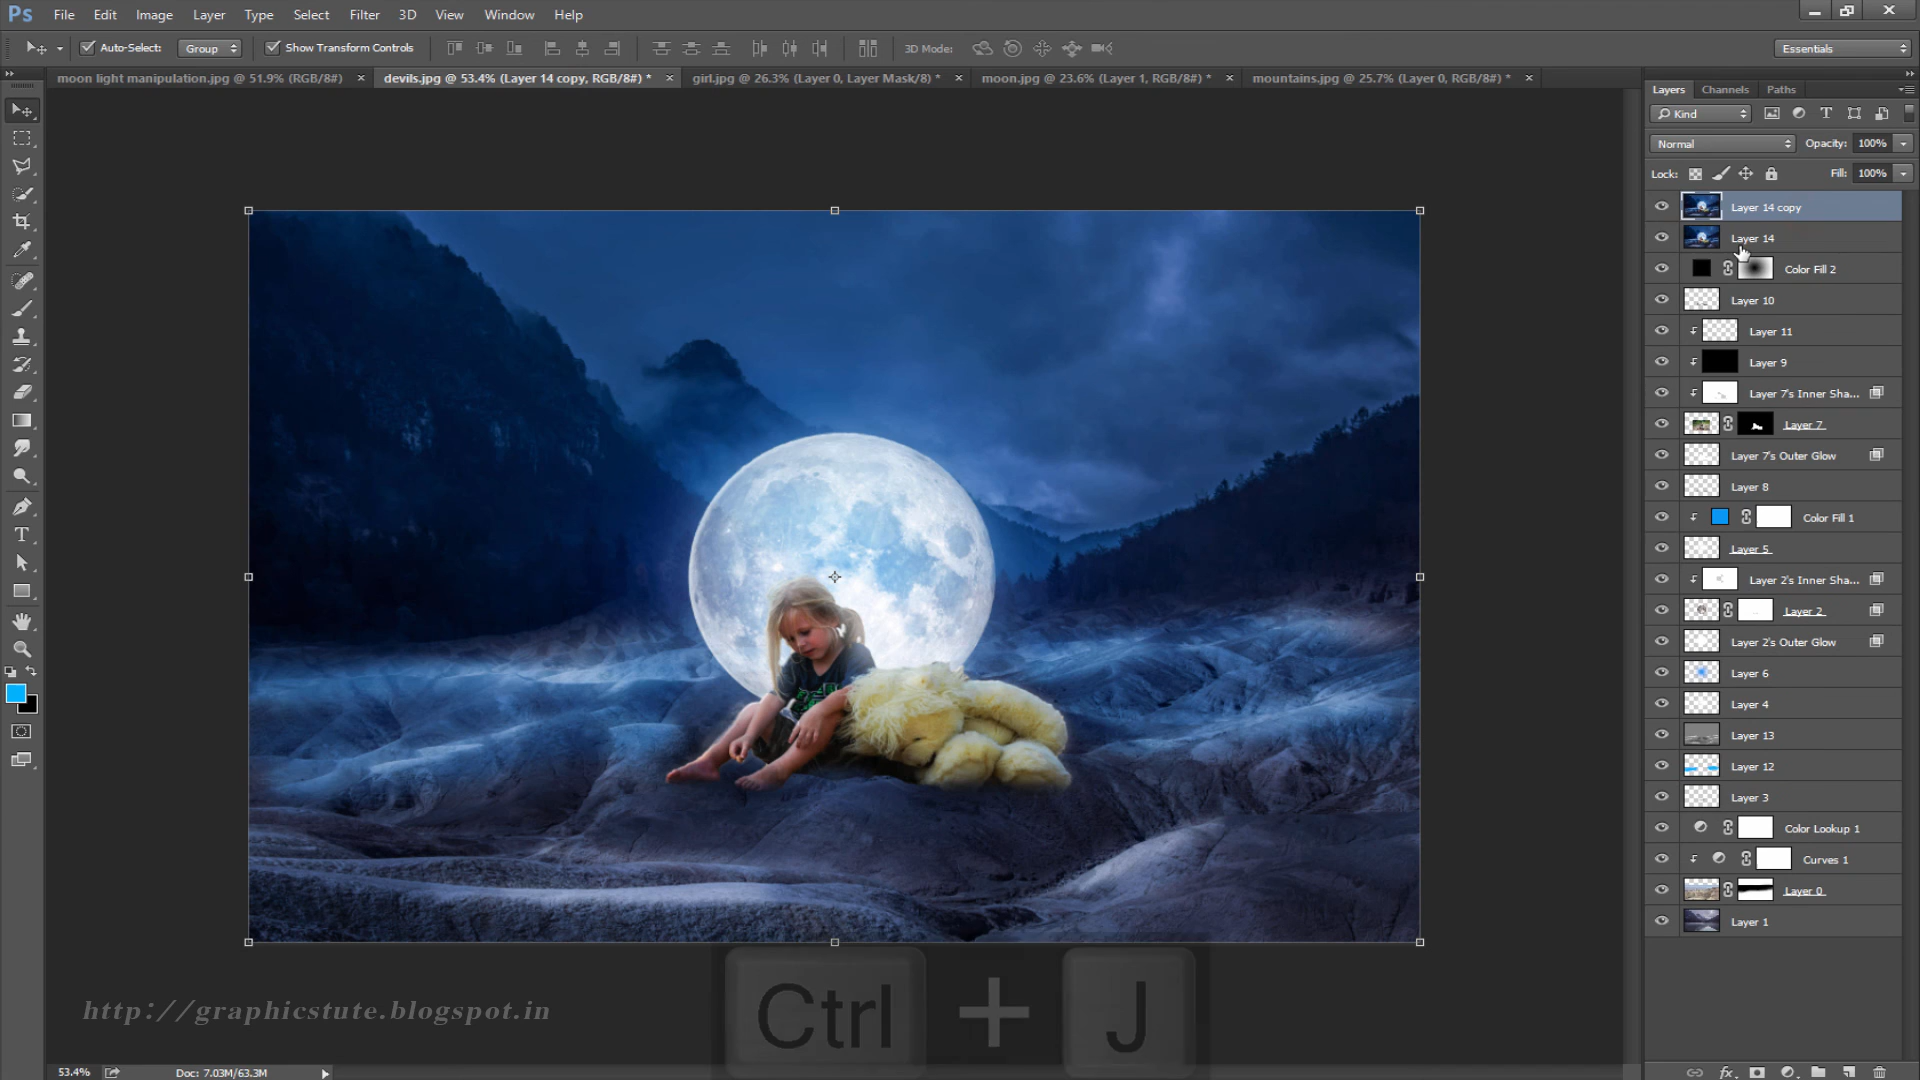 Ps File Edit Image Layer Type Select Filter 3D View Window Help
Auto-Select: Group Show Transform Controls 3D Mode: Essentials
moon light manipulation.jpg @ 51.9% (RGB/8#) devils.jpg @ 53.4% (Layer 14 copy, RGB/8#) * girl.jpg @ 26.3% (Layer 0, Layer Mask/8) * moon.jpg @ 23.6% (Layer 1, RGB/8#) * mountains.jpg @ 25.7% (Layer 0, RGB/8#) *
Layers Channels Paths
Kind
Normal Opacity: 100%
Lock: Fill: 100%
Layer 14 copy
Layer 14
Color Fill 2
Layer 10
Layer 11
Layer 9
Layer 7's Inner Sha...
Layer 7
Layer 7's Outer Glow
Layer 8
Color Fill 1
Layer 5
Layer 2's Inner Sha...
Layer 2
Layer 2's Outer Glow
Layer 6
Layer 4
Layer 13
Layer 12
Layer 3
Color Lookup 1
Curves 1
Layer 0
Layer 1
Ctrl + J
http://graphicstute.blogspot.in
53.4% Doc: 7.03M/63.3M